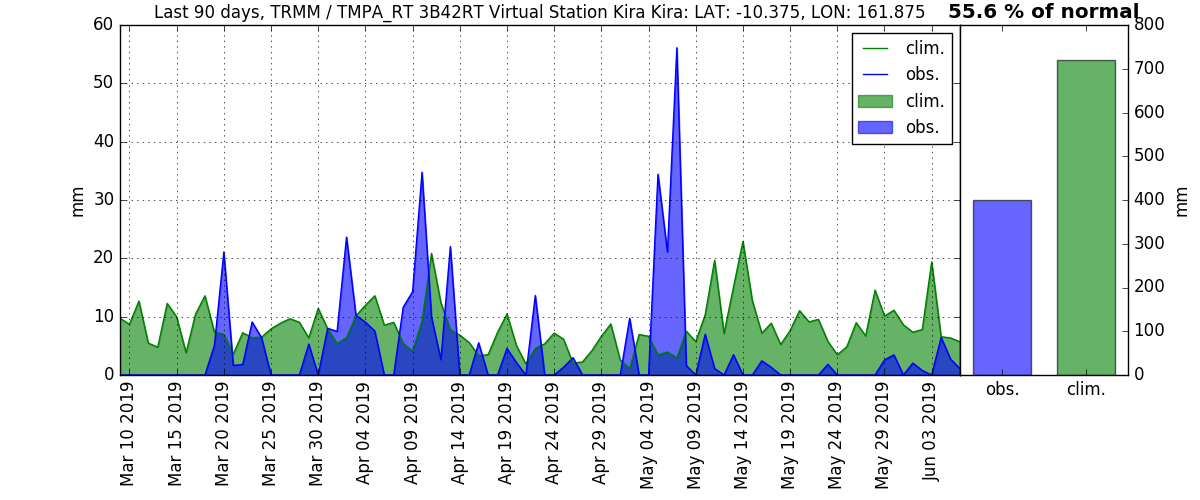 Last 90 days, TRMM / TMPA_RT 3B42RT Virtual Station Kira Kira: LAT: -10.375, LON: 161.875
55.6 % of normal
60
50
40
30
20
10
0
mm
clim.
obs.
clim.
obs.
Mar 10 2019
Mar 15 2019
Mar 20 2019
Mar 25 2019
Mar 30 2019
Apr 04 2019
Apr 09 2019
Apr 14 2019
Apr 19 2019
Apr 24 2019
Apr 29 2019
May 04 2019
May 09 2019
May 14 2019
May 19 2019
May 24 2019
May 29 2019
Jun 03 2019
800
700
600
500
400
300
200
100
0
mm
obs.
clim.